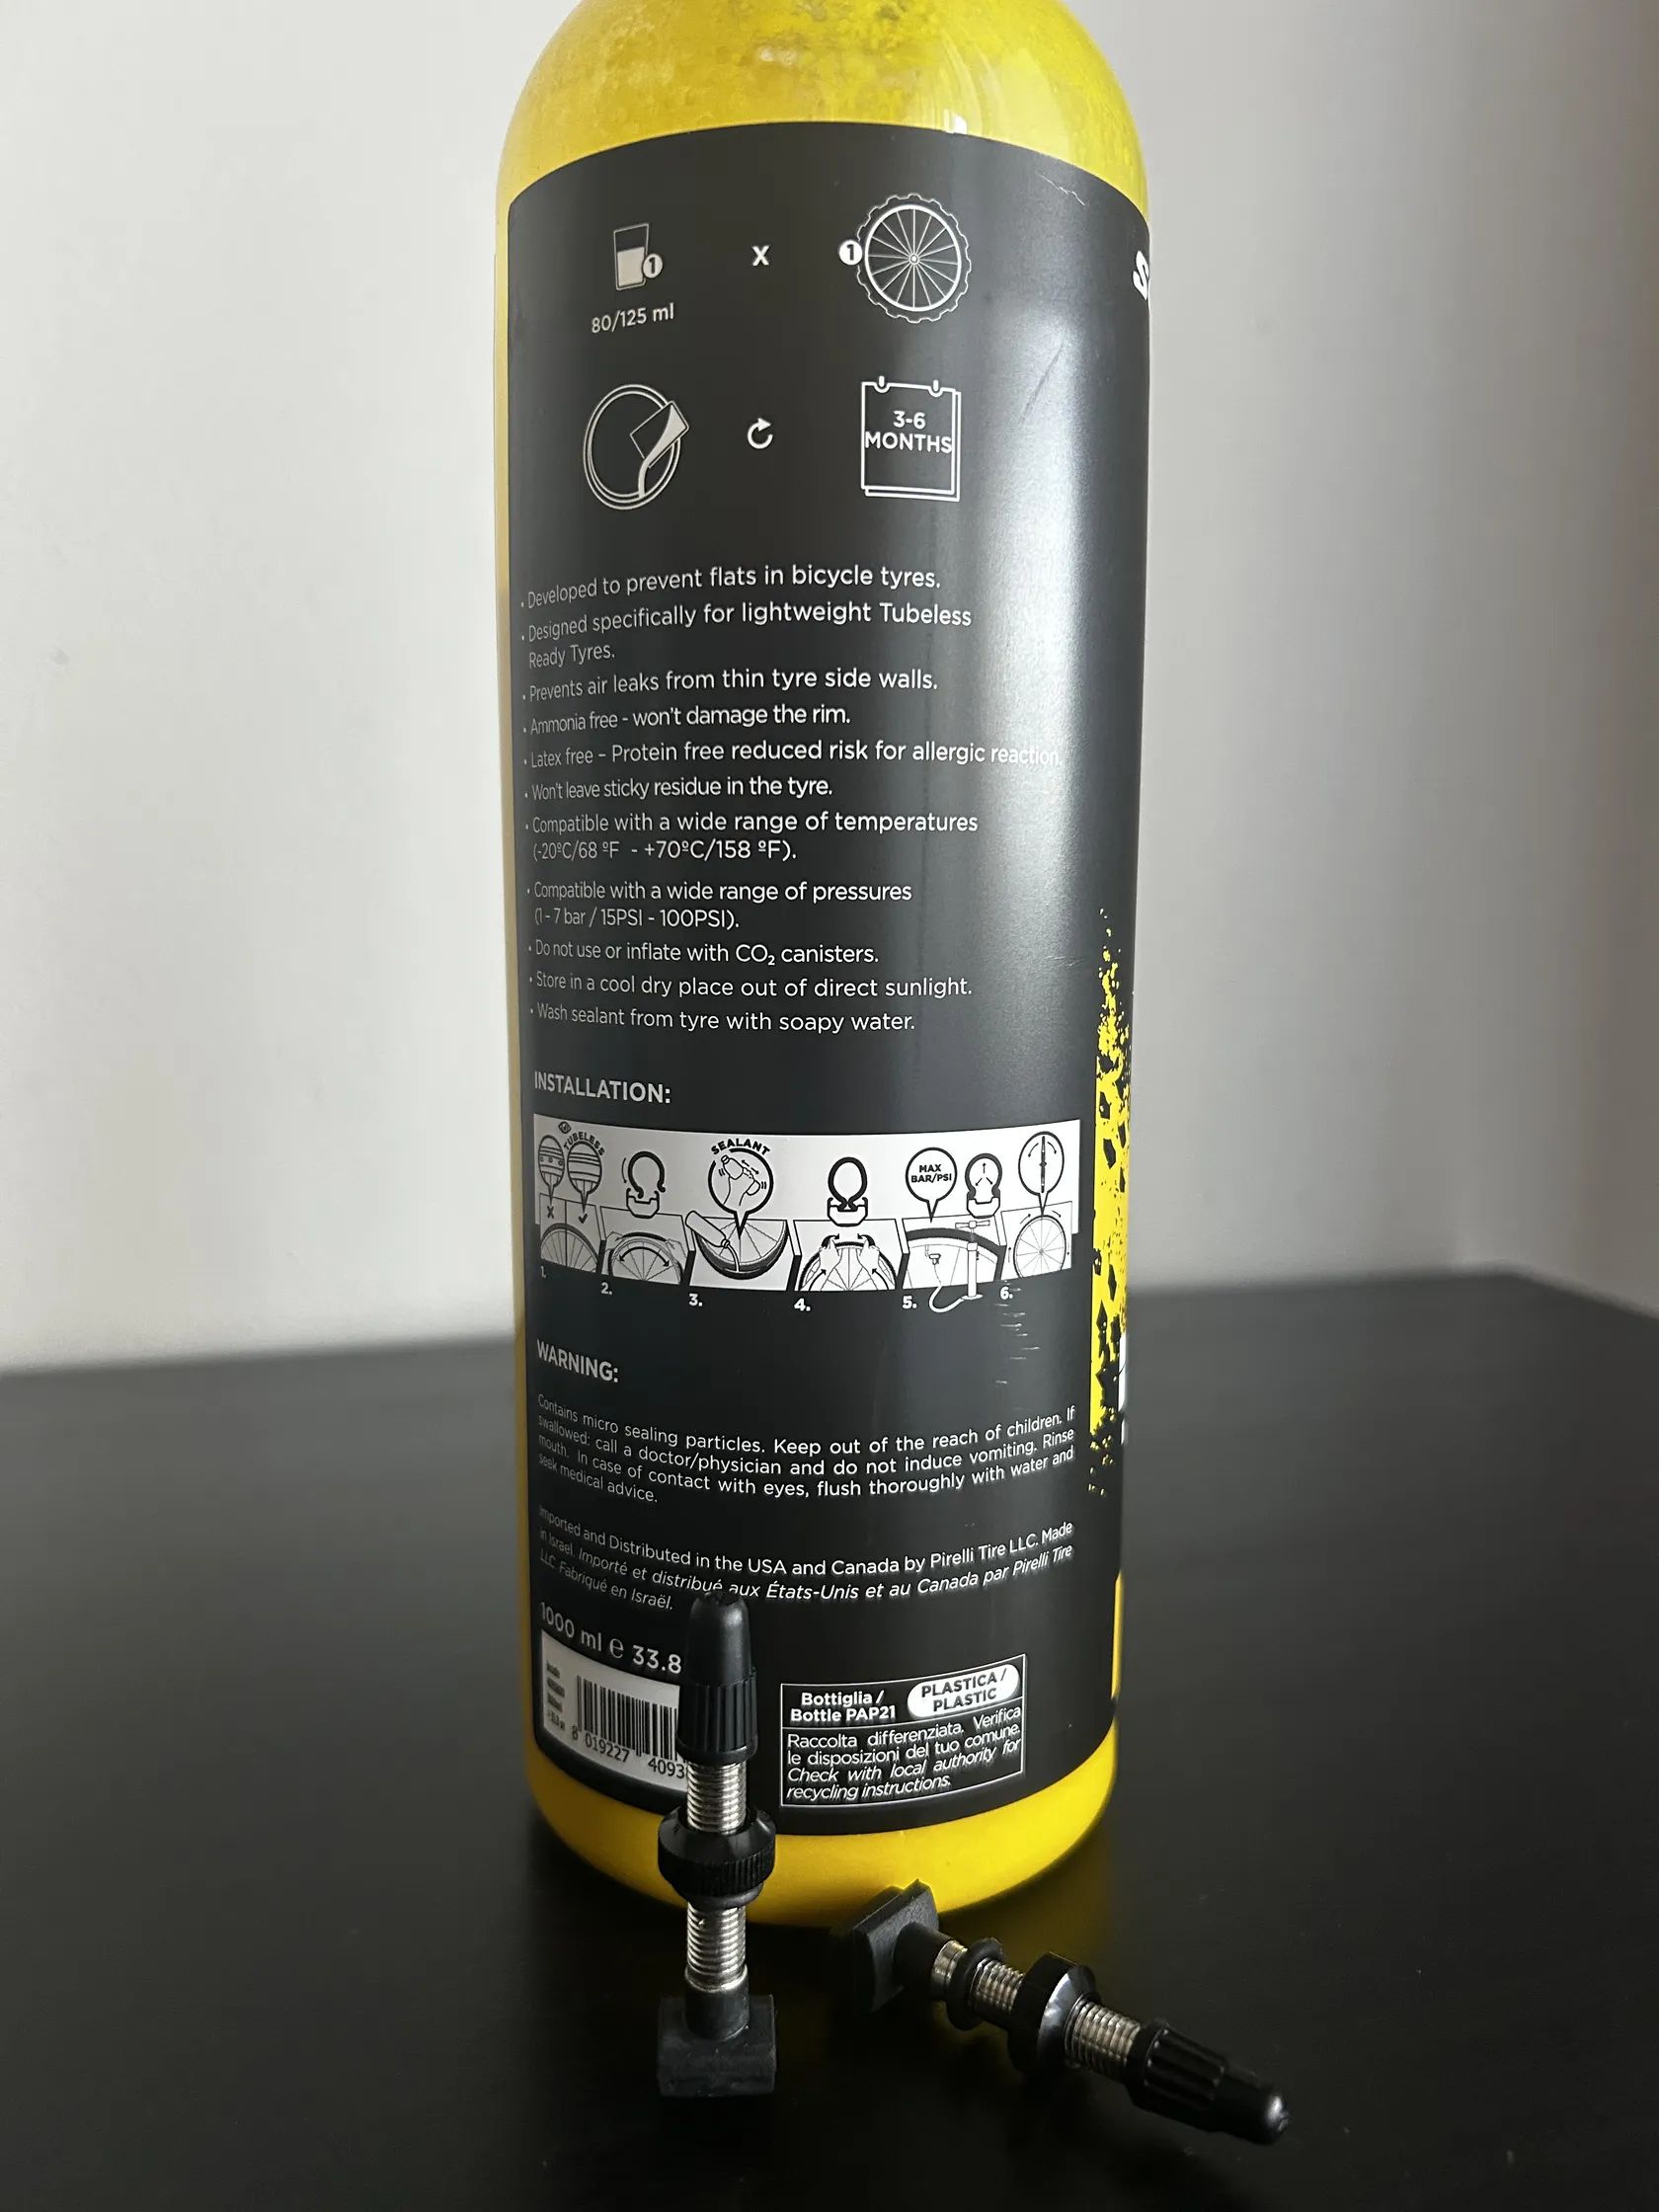 1
80/125 ml
X
1
3-6
MONTHS
• Developed to prevent flats in bicycle tyres.
• Designed specifically for lightweight Tubeless
Ready Tyres.
• Prevents air leaks from thin tyre side walls.
• Ammonia free - won't damage the rim.
• Latex free – Protein free reduced risk for allergic reaction.
• Won't leave sticky residue in the tyre.
• Compatible with a wide range of temperatures
(-20ºC/68 ºF - +70ºC/158 ºF).
• Compatible with a wide range of pressures
(1 - 7 bar / 15PSI - 100PSI).
• Do not use or inflate with CO₂ canisters.
• Store in a cool dry place out of direct sunlight.
• Wash sealant from tyre with soapy water.
INSTALLATION:
TUBELESS
SEALANT
MAX
BAR/PSI
X ✓
1. 2. 3. 4. 5. 6.
WARNING:
Contains micro sealing particles. Keep out of the reach of children. If
swallowed: call a doctor/physician and do not induce vomiting. Rinse
mouth. In case of contact with eyes, flush thoroughly with water and
seek medical advice.
Imported and Distributed in the USA and Canada by Pirelli Tire LLC. Made
in Israel. Importé et distribué aux États-Unis et au Canada par Pirelli Tire
LLC Fabriqué en Israël.
1000 ml ℮ 33.8
8 019227 4093
Bottiglia /
Bottle PAP21
PLASTICA /
PLASTIC
Raccolta differenziata. Verifica
le disposizioni del tuo comune.
Check with local authority for
recycling instructions.